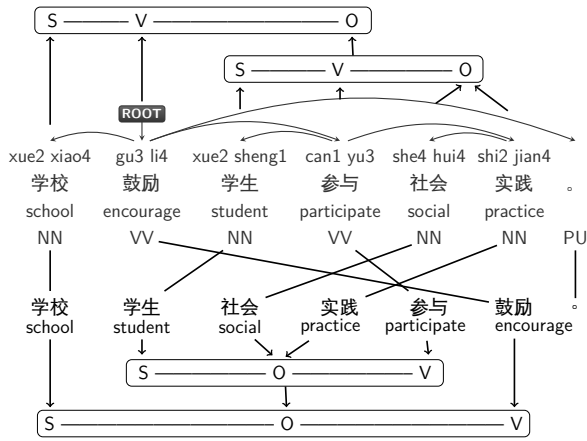 S V O
S V O
ROOT
xue2 xiao4 gu3 li4 xue2 sheng1 can1 yu3 she4 hui4 shi2 jian4
学校 鼓励 学生 参与 社会 实践 。
school encourage student participate social practice
NN VV NN VV NN NN PU
学校 学生 社会 实践 参与 鼓励 。
school student social practice participate encourage
S O V
S O V